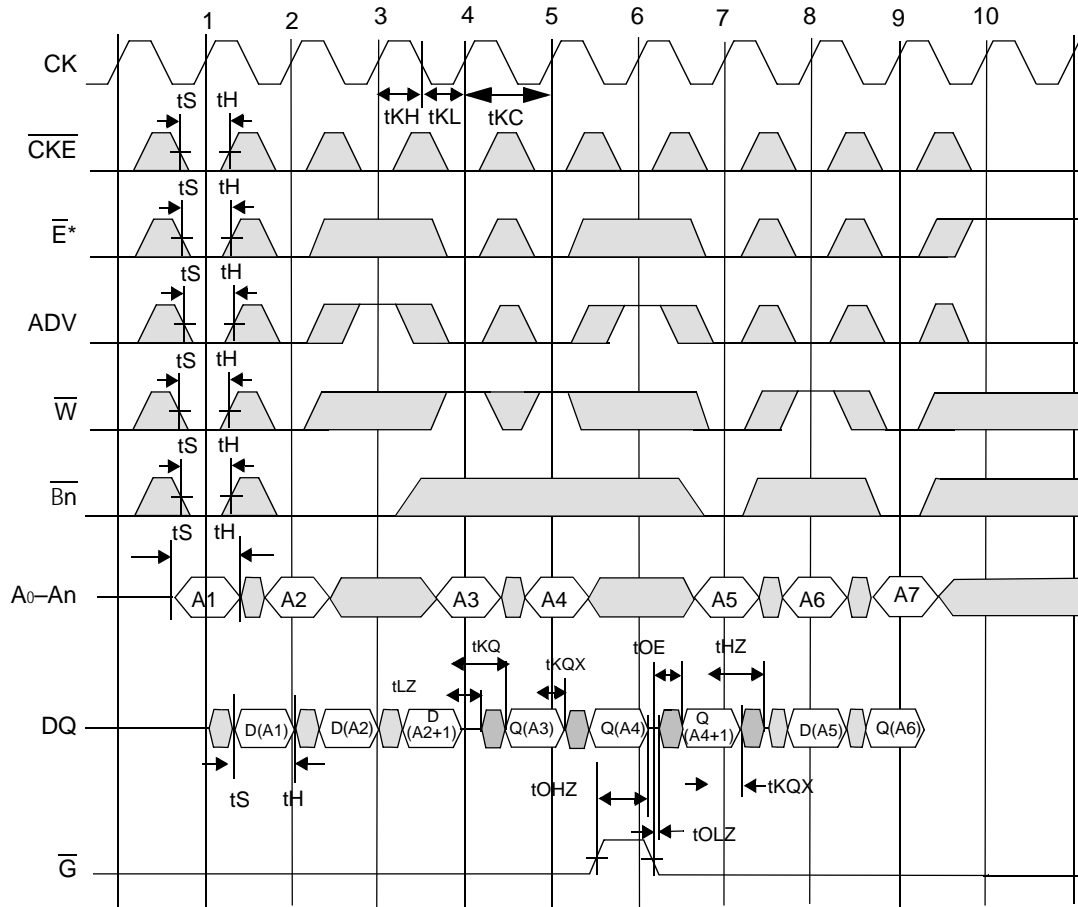 1 2 3 4 5 6 7 8 9 10
CK
tKH tKL tKC
tS tH
C̅K̅E̅
tS tH
E̅*
tS tH
ADV
tS tH
W̅
tS tH
B̅n̅
tS tH
A0–An A1 A2 A3 A4 A5 A6 A7
tKQ tOE tHZ
tLZ tKQX
DQ D(A1) D(A2) D (A2+1) Q(A3) Q(A4) Q (A4+1) D(A5) Q(A6)
tS tH tOHZ tKQX
tOLZ
G̅